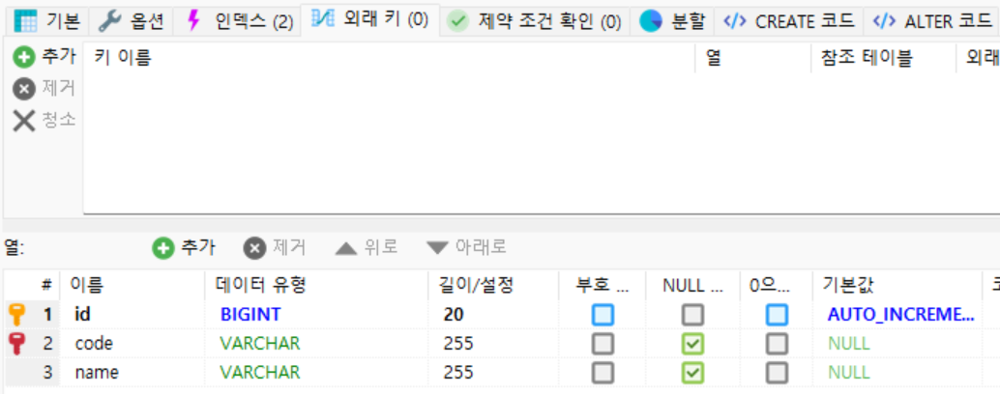 기본 옵션 인덱스 (2) 외래 키 (0) 제약 조건 확인 (0) 분할 </> CREATE 코드 </> ALTER 코드
추가 키 이름 열 참조 테이블 외래
제거
청소
열: 추가 제거 위로 아래로
# 이름 데이터 유형 길이/설정 부호 ... NULL ... 0으... 기본값
1 id BIGINT 20 AUTO_INCREME...
2 code VARCHAR 255 NULL
3 name VARCHAR 255 NULL